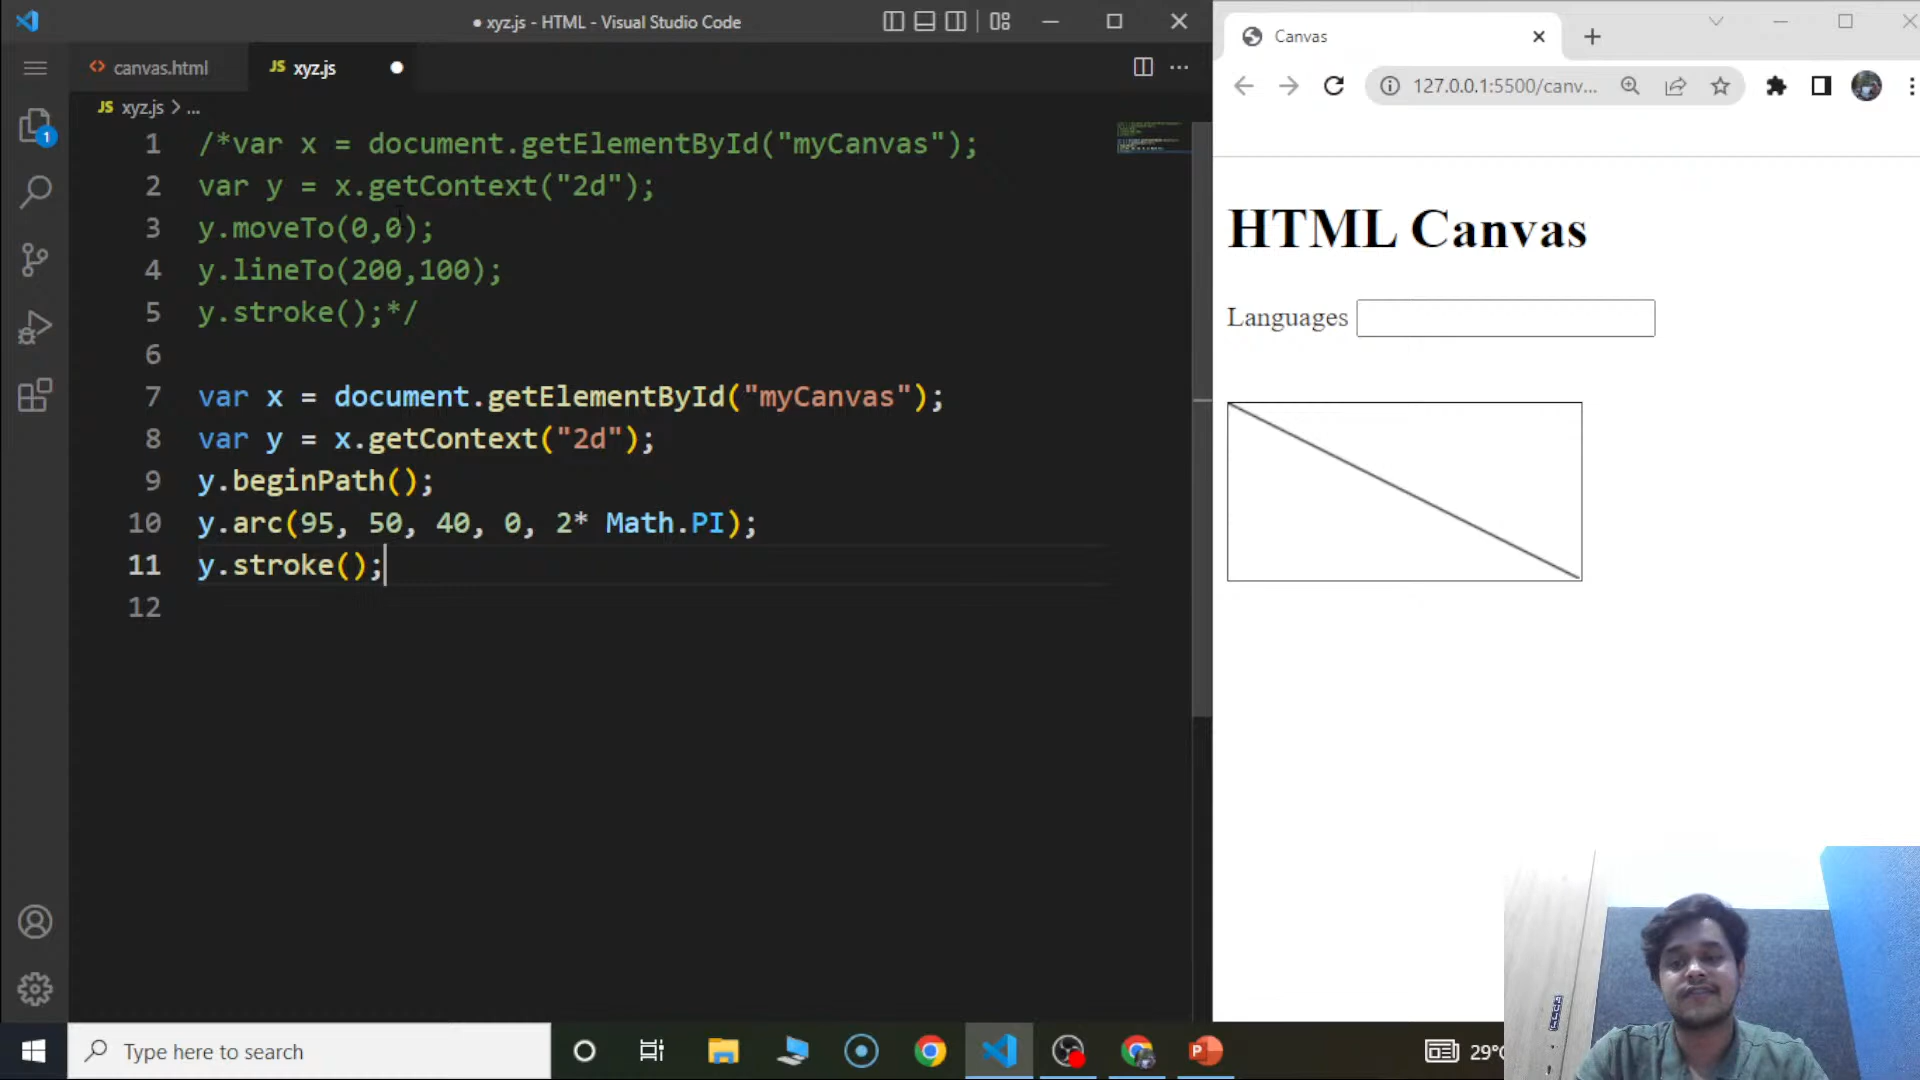 ● xyz.js - HTML - Visual Studio Code
canvas.html
JS xyz.js ●
JS xyz.js > ...
1 /*var x = document.getElementById("myCanvas");
2 var y = x.getContext("2d");
3 y.moveTo(0,0);
4 y.lineTo(200,100);
5 y.stroke();*/
6
7 var x = document.getElementById("myCanvas");
8 var y = x.getContext("2d");
9 y.beginPath();
10 y.arc(95, 50, 40, 0, 2* Math.PI);
11 y.stroke();
12
1
Canvas
127.0.0.1:5500/canv...
HTML Canvas
Languages
Type here to search
29°